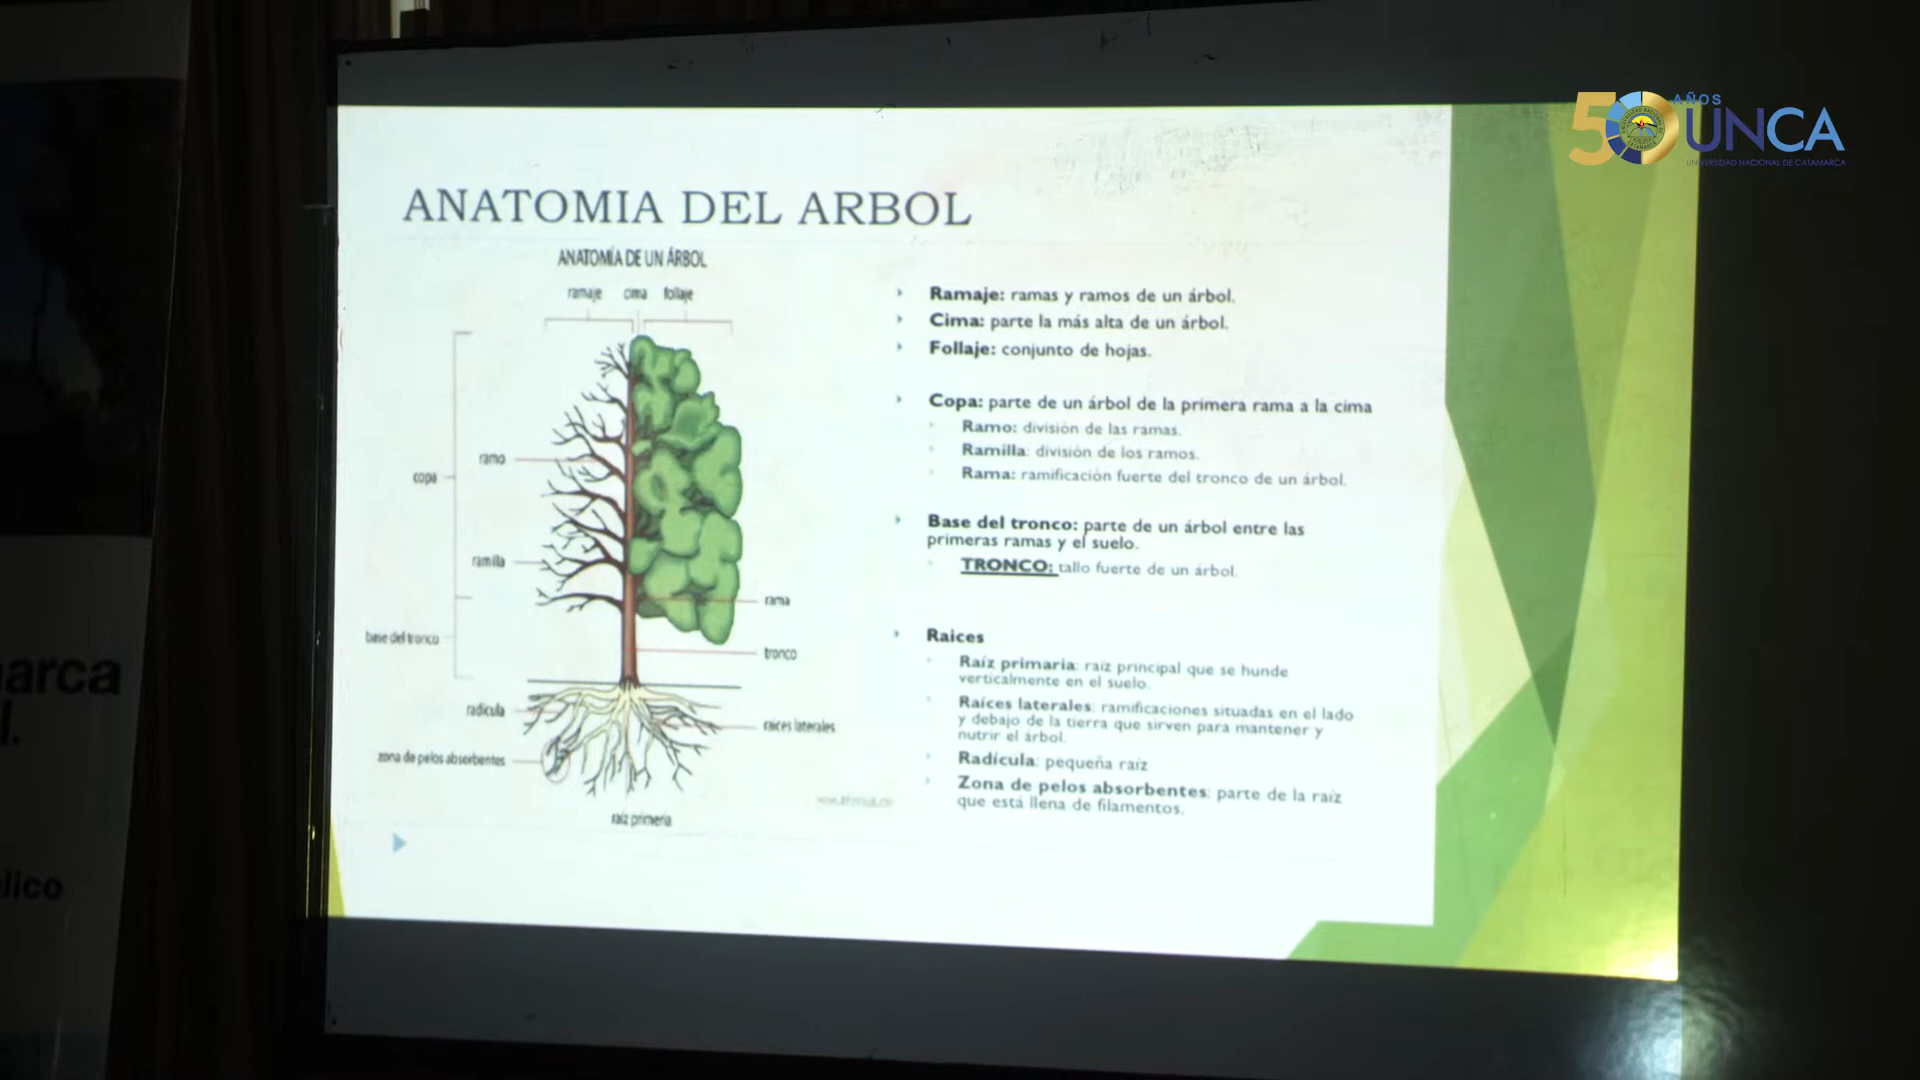 50 AÑOS
UNCA
UNIVERSIDAD NACIONAL DE CATAMARCA
ANATOMIA DEL ARBOL
ANATOMÍA DE UN ÁRBOL
ramaje cima follaje
ramo
copa
ramilla
rama
base del tronco
tronco
radícula
raíces laterales
zona de pelos absorbentes
raíz primeria
Ramaje: ramas y ramos de un árbol.
Cima: parte la más alta de un árbol.
Follaje: conjunto de hojas.
Copa: parte de un árbol de la primera rama a la cima
Ramo: división de las ramas.
Ramilla: división de los ramos.
Rama: ramificación fuerte del tronco de un árbol.
Base del tronco: parte de un árbol entre las
primeras ramas y el suelo.
TRONCO: tallo fuerte de un árbol.
Raices
Raíz primaria: raíz principal que se hunde
verticalmente en el suelo.
Raíces laterales: ramificaciones situadas en el lado
y debajo de la tierra que sirven para mantener y
nutrir el árbol.
Radícula: pequeña raíz
Zona de pelos absorbentes: parte de la raíz
que está llena de filamentos.
arca
l.
lico